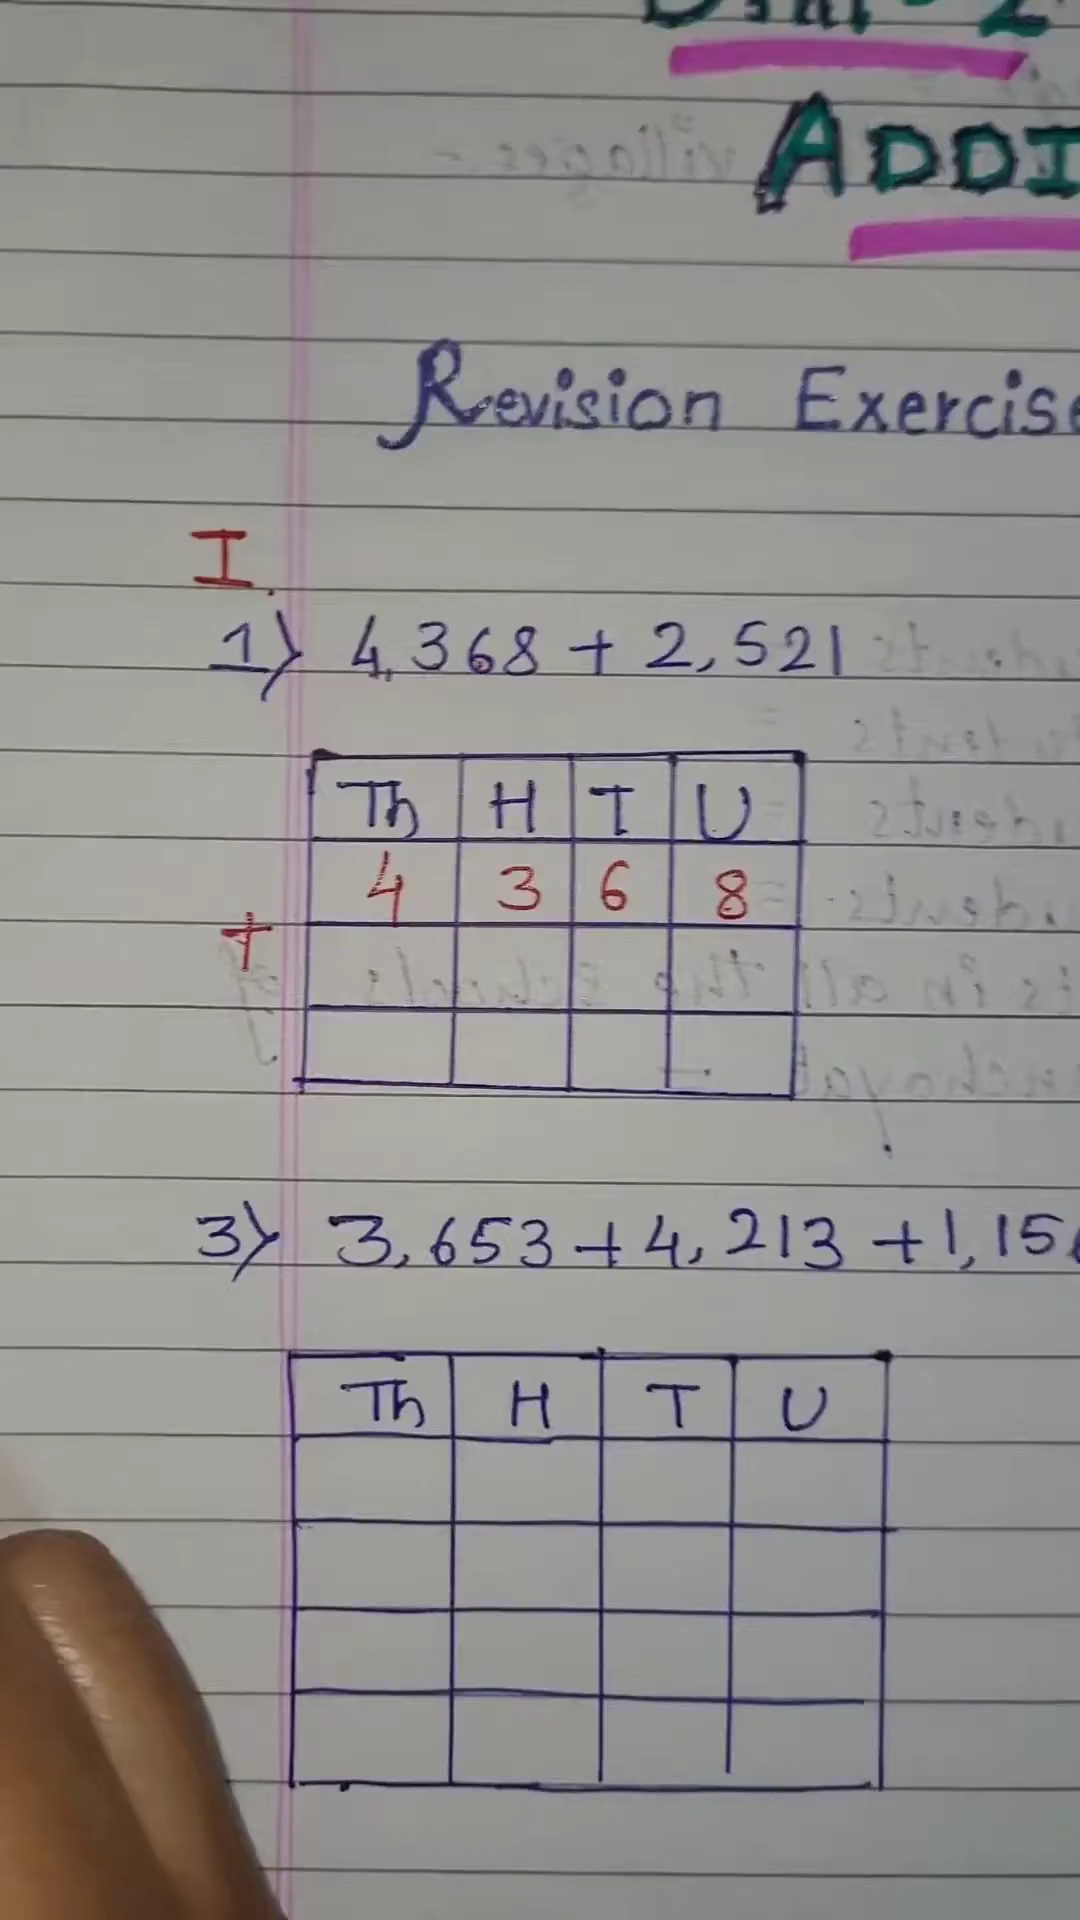 ADDI
Revision Exercise
I.
1) 4,368 + 2,521
Th H T U
4 3 6 8
+
3) 3,653 + 4,213 + 1,15
Th H T U